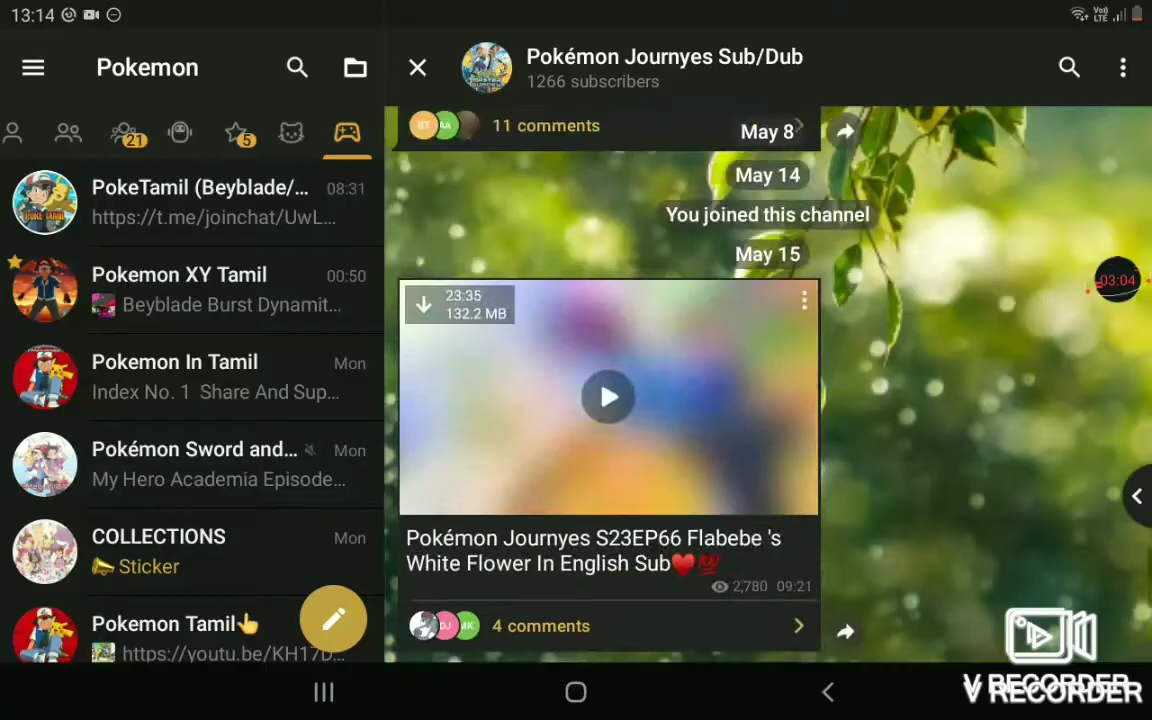 13:14
Vo) LTE
Pokemon
21
5
PokeTamil (Beyblade/...
08:31
https://t.me/joinchat/UwL...
Pokemon XY Tamil
00:50
Beyblade Burst Dynamit...
Pokemon In Tamil
Mon
Index No. 1 Share And Sup...
Pokémon Sword and...
Mon
My Hero Academia Episode...
COLLECTIONS
Mon
Sticker
Pokemon Tamil👆
https://youtu.be/KH17D...
Pokémon Journyes Sub/Dub
1266 subscribers
11 comments
May 8
May 14
You joined this channel
May 15
23:35
132.2 MB
Pokémon Journyes S23EP66 Flabebe 's
White Flower In English Sub❤️💯
2,780 09:21
DJ
MK
4 comments
03:04
V RECORDER